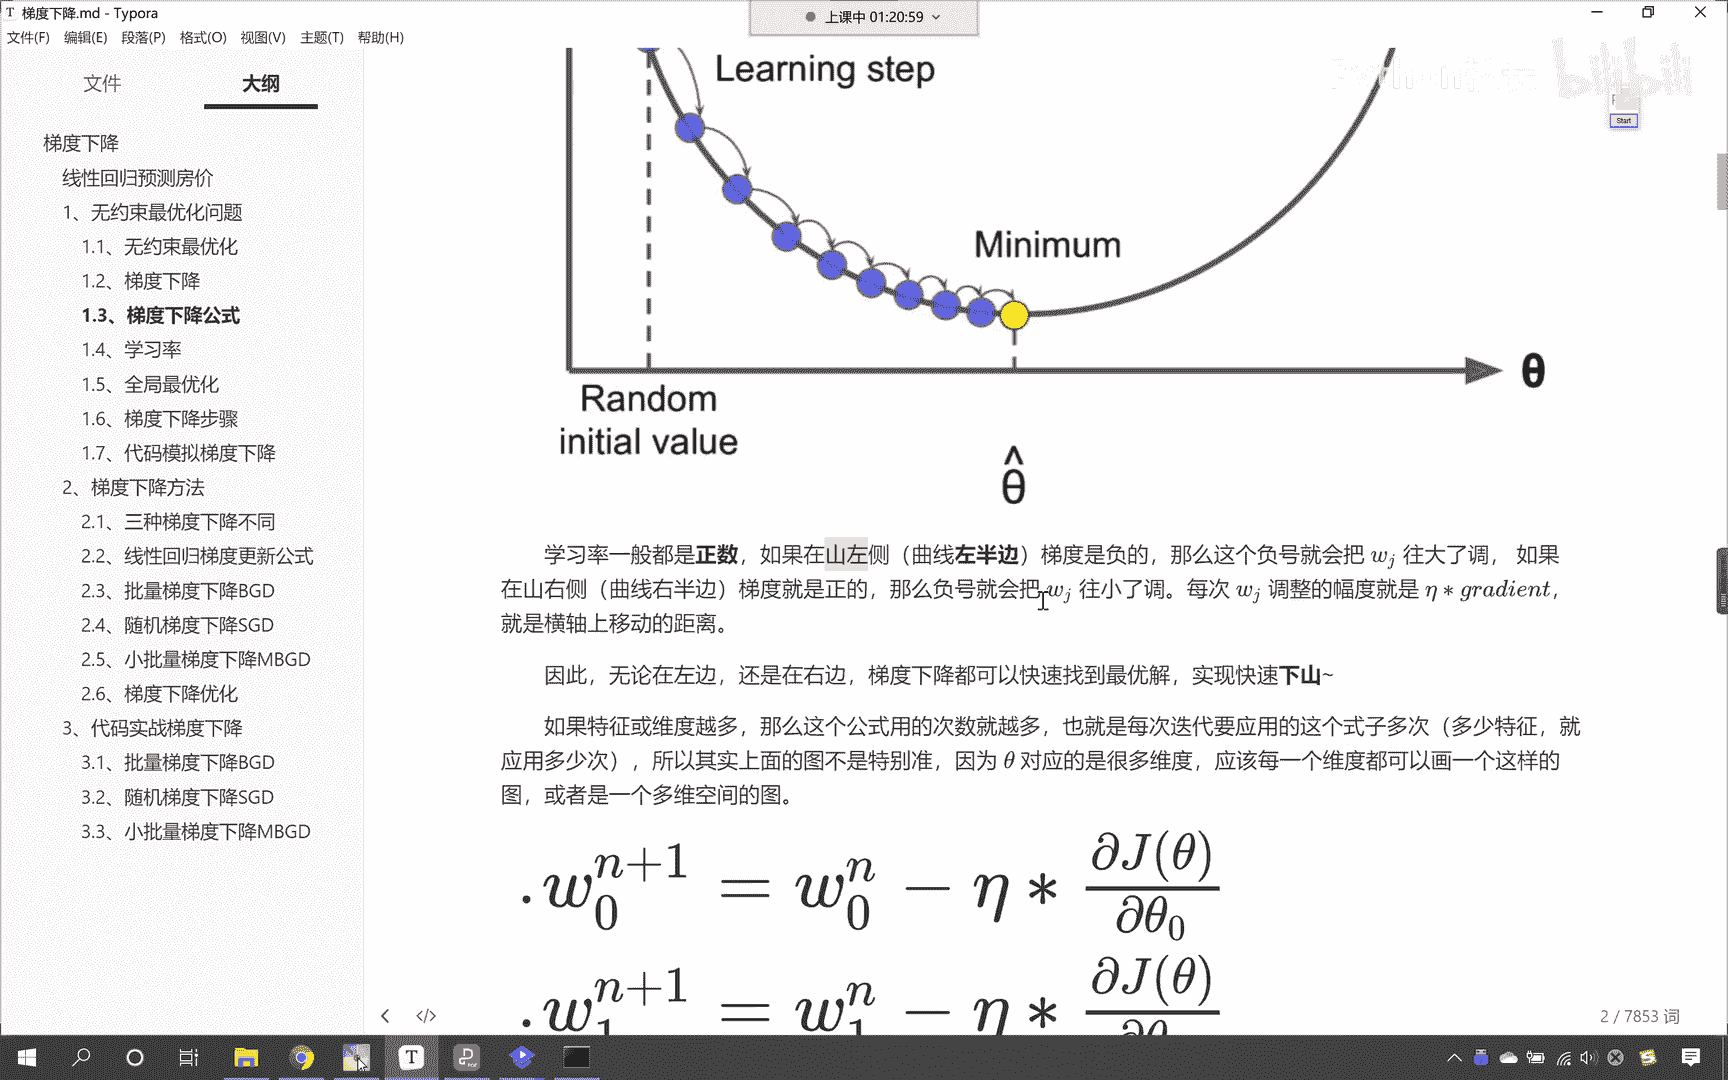 梯度下降.md - Typora
上课中 01:20:59
文件(F) 编辑(E) 段落(P) 格式(O) 视图(V) 主题(T) 帮助(H)
文件 大纲
梯度下降
线性回归预测房价
1、无约束最优化问题
1.1、无约束最优化
1.2、梯度下降
1.3、梯度下降公式
1.4、学习率
1.5、全局最优化
1.6、梯度下降步骤
1.7、代码模拟梯度下降
2、梯度下降方法
2.1、三种梯度下降不同
2.2、线性回归梯度更新公式
2.3、批量梯度下降BGD
2.4、随机梯度下降SGD
2.5、小批量梯度下降MBGD
2.6、梯度下降优化
3、代码实战梯度下降
3.1、批量梯度下降BGD
3.2、随机梯度下降SGD
3.3、小批量梯度下降MBGD
Learning step
bilibili
Start
Minimum
θ
Random
initial value
θ̂
学习率一般都是正数，如果在山左侧（曲线左半边）梯度是负的，那么这个负号就会把 w_j 往大了调， 如果
在山右侧（曲线右半边）梯度就是正的，那么负号就会把 w_j 往小了调。每次 w_j 调整的幅度就是 η ∗ gradient，
就是横轴上移动的距离。
因此，无论在左边，还是在右边，梯度下降都可以快速找到最优解，实现快速下山~
如果特征或维度越多，那么这个公式用的次数就越多，也就是每次迭代要应用的这个式子多次（多少特征，就
应用多少次），所以其实上面的图不是特别准，因为 θ 对应的是很多维度，应该每一个维度都可以画一个这样的
图，或者是一个多维空间的图。
. w_0^{n+1} = w_0^n − η ∗ ∂J(θ)/∂θ_0
. w_1^{n+1} = w_1^n − η ∗ ∂J(θ)
2 / 7853 词